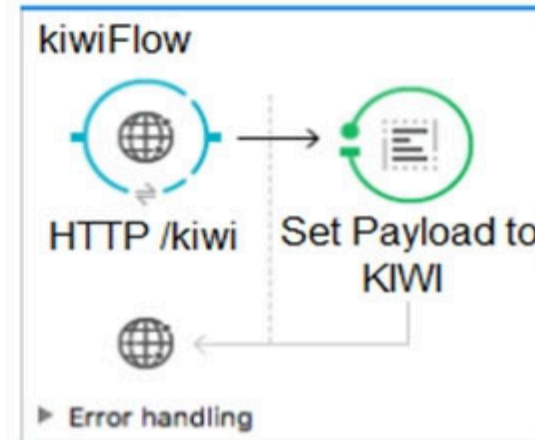 kiwiFlow
HTTP /kiwi
Set Payload to
KIWI
Error handling